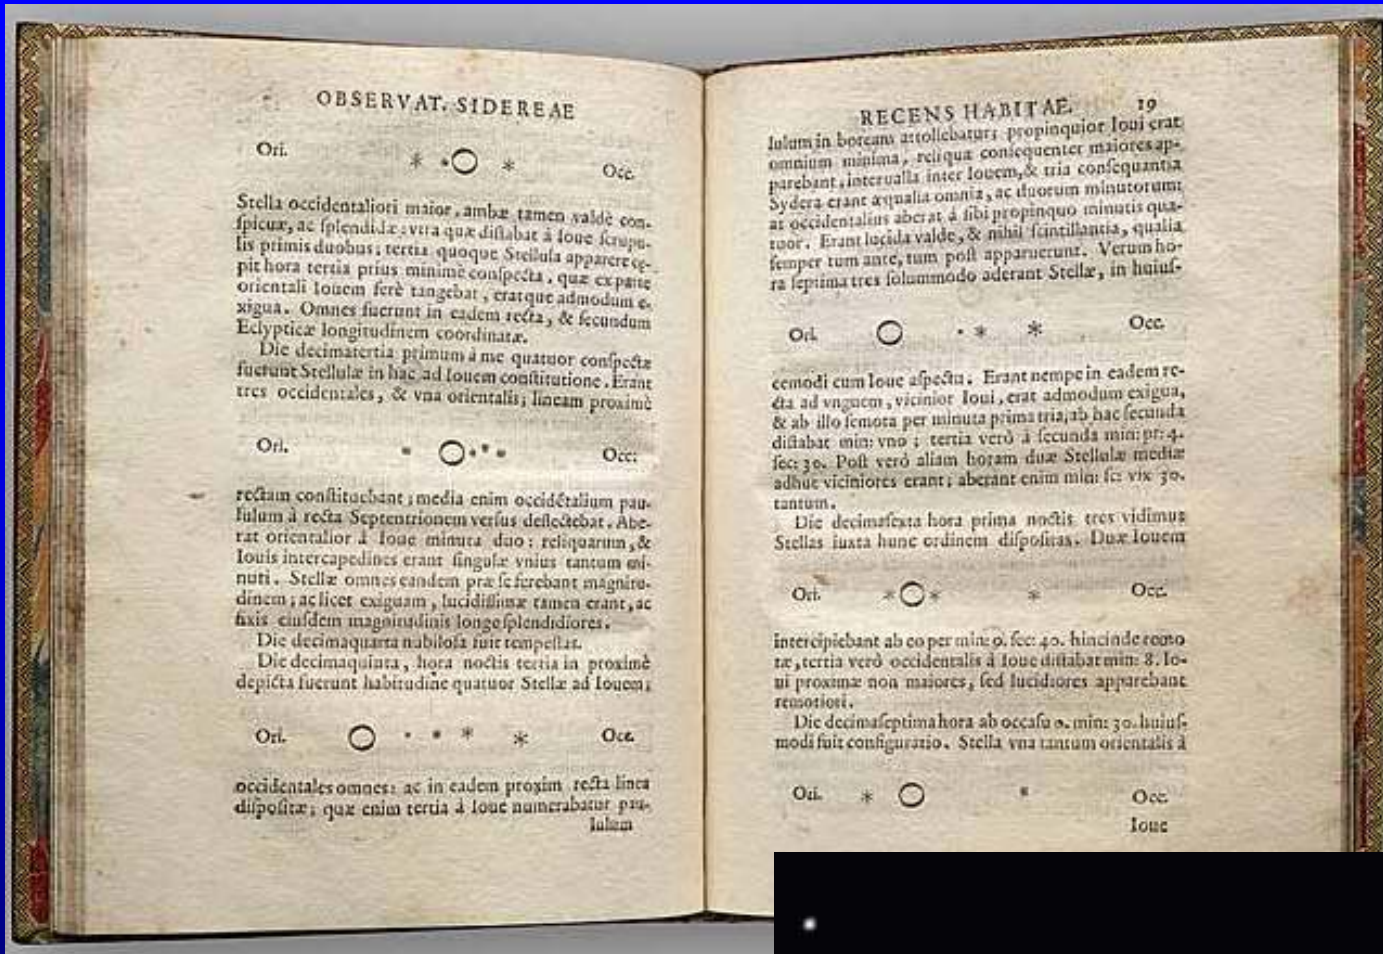 OBSERVAT. SIDEREAE
Ori.
Occ.
Stella occidentaliori maior, ambæ tamen valdè con-
ſpicuæ, ac ſplendidæ: vtra quæ diſtabat à Ioue ſcrupu-
lis primis duobus; tertia quoque Stellula apparere cę-
pit hora tertia prius minimè conſpecta, quæ ex parte
orientali Iouem ferè tangebat, eratque admodum e-
xigua. Omnes fuerunt in eadem recta, & ſecundum
Eclypticæ longitudinem coordinatæ.
Die decimatertia primum à me quatuor conſpectæ
fuerunt Stellulæ in hac ad Iouem conſtitutione. Erant
tres occidentales, & vna orientalis; lineam proximè
Ori.
Occ:
rectam conſtituebant; media enim occidétalium pau-
lulum à recta Septentrionem verſus deflectebat. Abe-
rat orientalior à Ioue minuta duo: reliquarum, &
Iouis intercapedines erant ſingulæ vnius tantum mi-
nuti. Stellæ omnes eandem præ ſe ferebant magnitu-
dinem; ac licet exiguam, lucidiſſimæ tamen erant, ac
fixis eiuſdem magnitudinis longe ſplendidiores.
Die decimaquarta nubiloſa fuit tempeſtas.
Die decimaquinta, hora noctis tertia in proximè
depicta fuerunt habitudine quatuor Stellæ ad Iouem;
Ori.
Occ.
occidentales omnes: ac in eadem proxim recta linea
diſpoſitæ; quæ enim tertia à Ioue numerabatur pau-
lulum
RECENS HABITAE. 19
lulum in boream attollebatur; propinquior Ioui erat
omnium minima, reliquæ conſequenter maiores ap-
parebant, interualla inter Iouem, & tria conſequantia
Sydera erant æqualia omnia, ac duorum minutorum:
at occidentalius aberat à ſibi propinquo minutis qua-
tuor. Erant lucida valde, & nihil ſcintillantia, qualia
ſemper tum ante, tum poſt apparuerunt. Verum ho-
ra ſeptima tres ſolummodo aderant Stellæ, in huiuſ-
Ori.
Occ.
cemodi cum Ioue aſpectu. Erant nempe in eadem re-
cta ad vnguem, vicinior Ioui, erat admodum exigua,
& ab illo ſemota per minuta prima tria; ab hac ſecunda
diſtabat min: vno; tertia verò à ſecunda min: pr: 4.
ſec: 30. Poſt verò aliam horam duæ Stellulæ mediæ
adhuc viciniores erant; aberant enim min: ſc: vix 30.
tantum.
Die decimaſexta hora prima noctis tres vidimus
Stellas iuxta hunc ordinem diſpoſitas. Duæ Iouem
Ori.
Occ.
intercipiebant ab eo per min: 0. ſec: 40. hinc inde remo
tæ, tertia verò occidentalis à Ioue diſtabat min: 8. Io-
ui proximæ non maiores, ſed lucidiores apparebant
remotiori.
Die decimaſeptima hora ab occaſu 0. min: 30. huiuſ-
modi fuit configuratio. Stella vna tantum orientalis à
Ori.
Occ.
Ioue